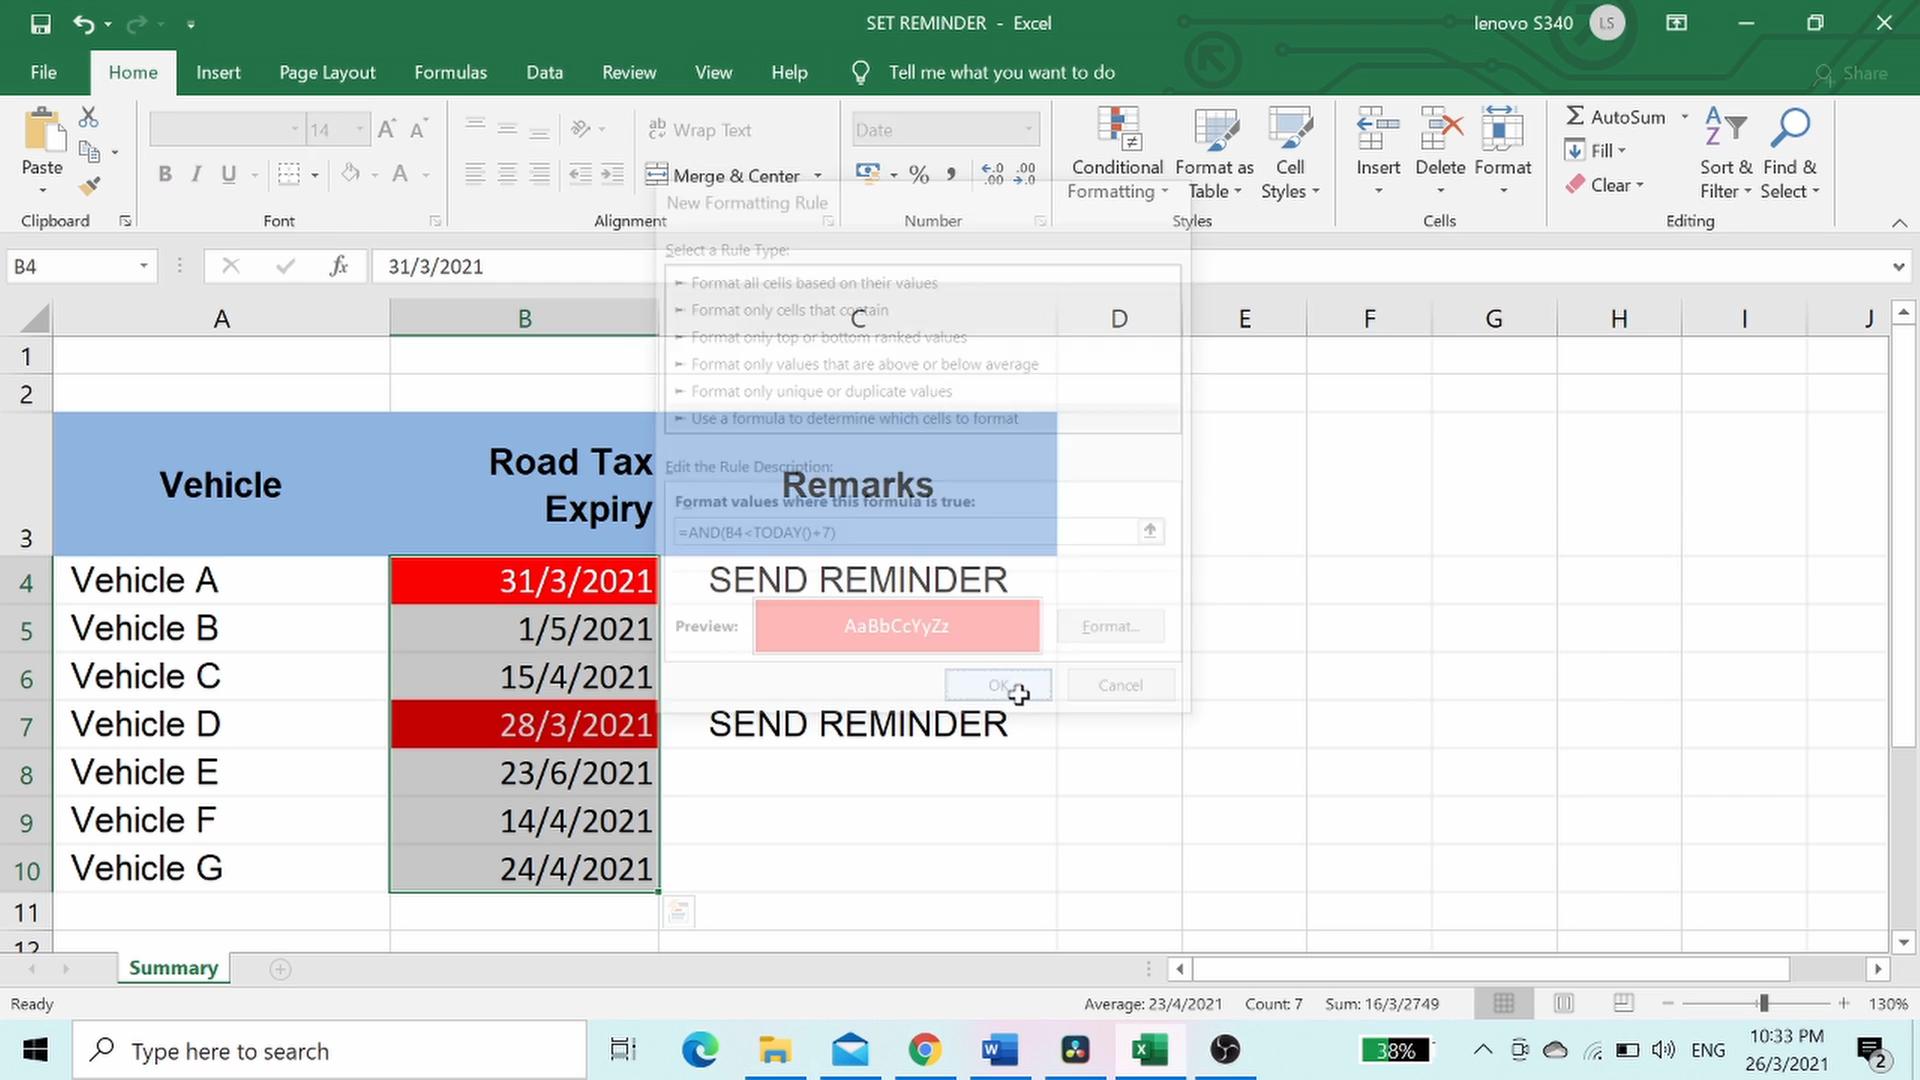 SET REMINDER - Excel
lenovo S340
LS
File
Home
Insert
Page Layout
Formulas
Data
Review
View
Help
Tell me what you want to do
Share
Paste
Clipboard
14
B I U
Font
Wrap Text
Merge & Center
Alignment
Date
Number
Conditional
Formatting
Format as
Table
Cell
Styles
Styles
Insert
Delete
Format
Cells
AutoSum
Fill
Clear
Sort &
Filter
Find &
Select
Editing
B4
fx
31/3/2021
New Formatting Rule
Select a Rule Type:
► Format all cells based on their values
► Format only cells that contain
► Format only top or bottom ranked values
► Format only values that are above or below average
► Format only unique or duplicate values
► Use a formula to determine which cells to format
Edit the Rule Description:
Format values where this formula is true:
=AND(B4<TODAY()+7)
Preview:
AaBbCcYyZz
Format...
OK
Cancel
A B C D E F G H I J
1
2
3 Vehicle Road Tax Expiry Remarks
4 Vehicle A 31/3/2021 SEND REMINDER
5 Vehicle B 1/5/2021
6 Vehicle C 15/4/2021
7 Vehicle D 28/3/2021 SEND REMINDER
8 Vehicle E 23/6/2021
9 Vehicle F 14/4/2021
10 Vehicle G 24/4/2021
11
12
Summary
Ready
Average: 23/4/2021 Count: 7 Sum: 16/3/2749
130%
Type here to search
38%
ENG
10:33 PM
26/3/2021
2